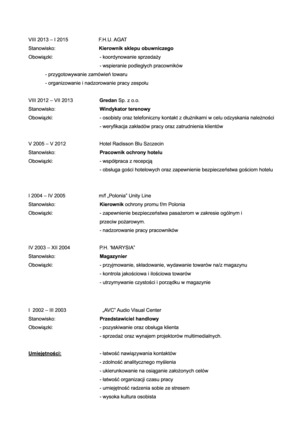 VIII 2013 – I 2015 F.H.U. AGAT
Stanowisko: Kierownik sklepu obuwniczego
Obowiązki: - koordynowanie sprzedaży
- wspieranie podległych pracowników
- przygotowywanie zamówień towaru
- organizowanie i nadzorowanie pracy zespołu
VIII 2012 – VII 2013 Gredan Sp. z o.o.
Stanowisko: Windykator terenowy
Obowiązki: - osobisty oraz telefoniczny kontakt z dłużnikami w celu odzyskania należności
- weryfikacja zakładów pracy oraz zatrudnienia klientów
V 2005 – V 2012 Hotel Radisson Blu Szczecin
Stanowisko: Pracownik ochrony hotelu
Obowiązki: - współpraca z recepcją
- obsługa gości hotelowych oraz zapewnienie bezpieczeństwa gościom hotelu
I 2004 – IV 2005 m/f „Polonia" Unity Line
Stanowisko: Kierownik ochrony promu f/m Polonia
Obowiązki: - zapewnienie bezpieczeństwa pasażerom w zakresie ogólnym i
przeciw pożarowym.
- nadzorowanie pracy pracowników
IV 2003 – XII 2004 P.H. "MARYSIA"
Stanowisko: Magazynier
Obowiązki: - przyjmowanie, składowanie, wydawanie towarów na/z magazynu
- kontrola jakościowa i ilościowa towarów
- utrzymywanie czystości i porządku w magazynie
I 2002 – III 2003 „AVC" Audio Visual Center
Stanowisko: Przedstawiciel handlowy
Obowiązki: - pozyskiwanie oraz obsługa klienta
- sprzedaż oraz wynajem projektorów multimedialnych.
Umiejętności: - łatwość nawiązywania kontaktów
- zdolność analitycznego myślenia
- ukierunkowanie na osiąganie założonych celów
- łatwość organizacji czasu pracy
- umiejętność radzenia sobie ze stresem
- wysoka kultura osobista